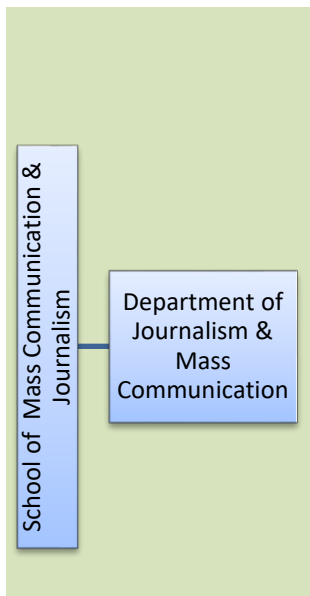 School of Mass Communication &
Journalism
Department of
Journalism &
Mass
Communication